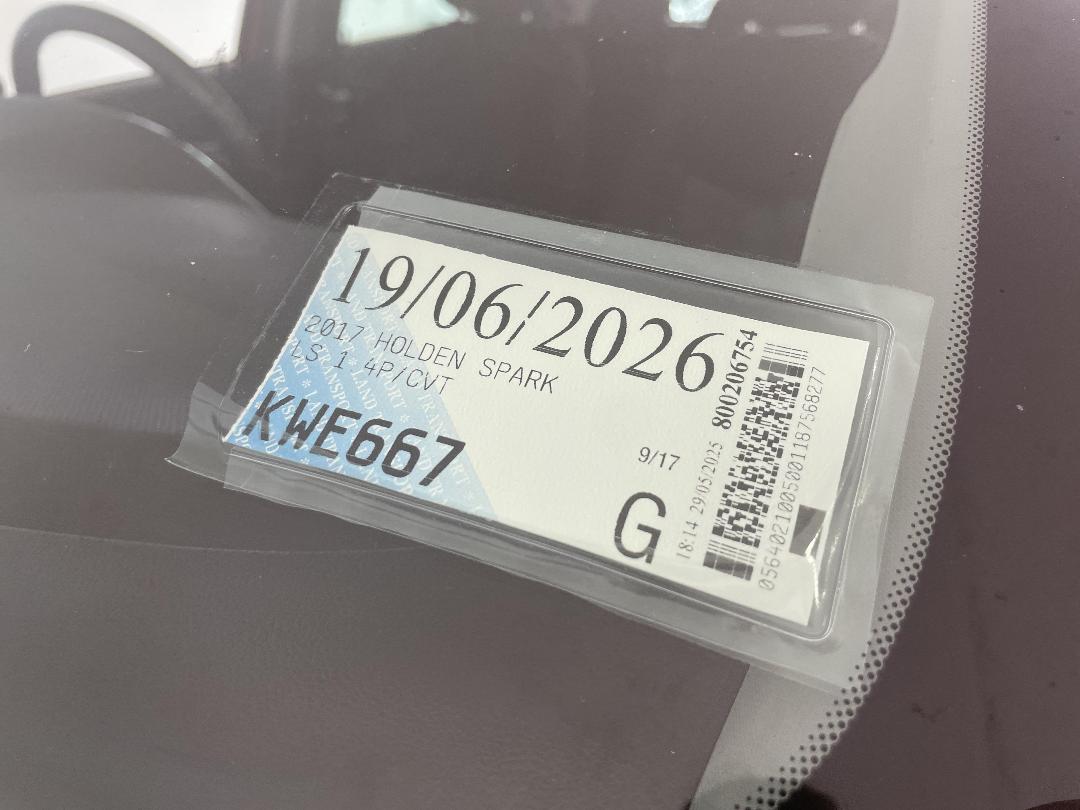 19/06/2026
2017 HOLDEN SPARK
LS 1 4P/CVT
KWE667
9/17
G
18:14 29/05/2025 800206754
0564021005001187568277